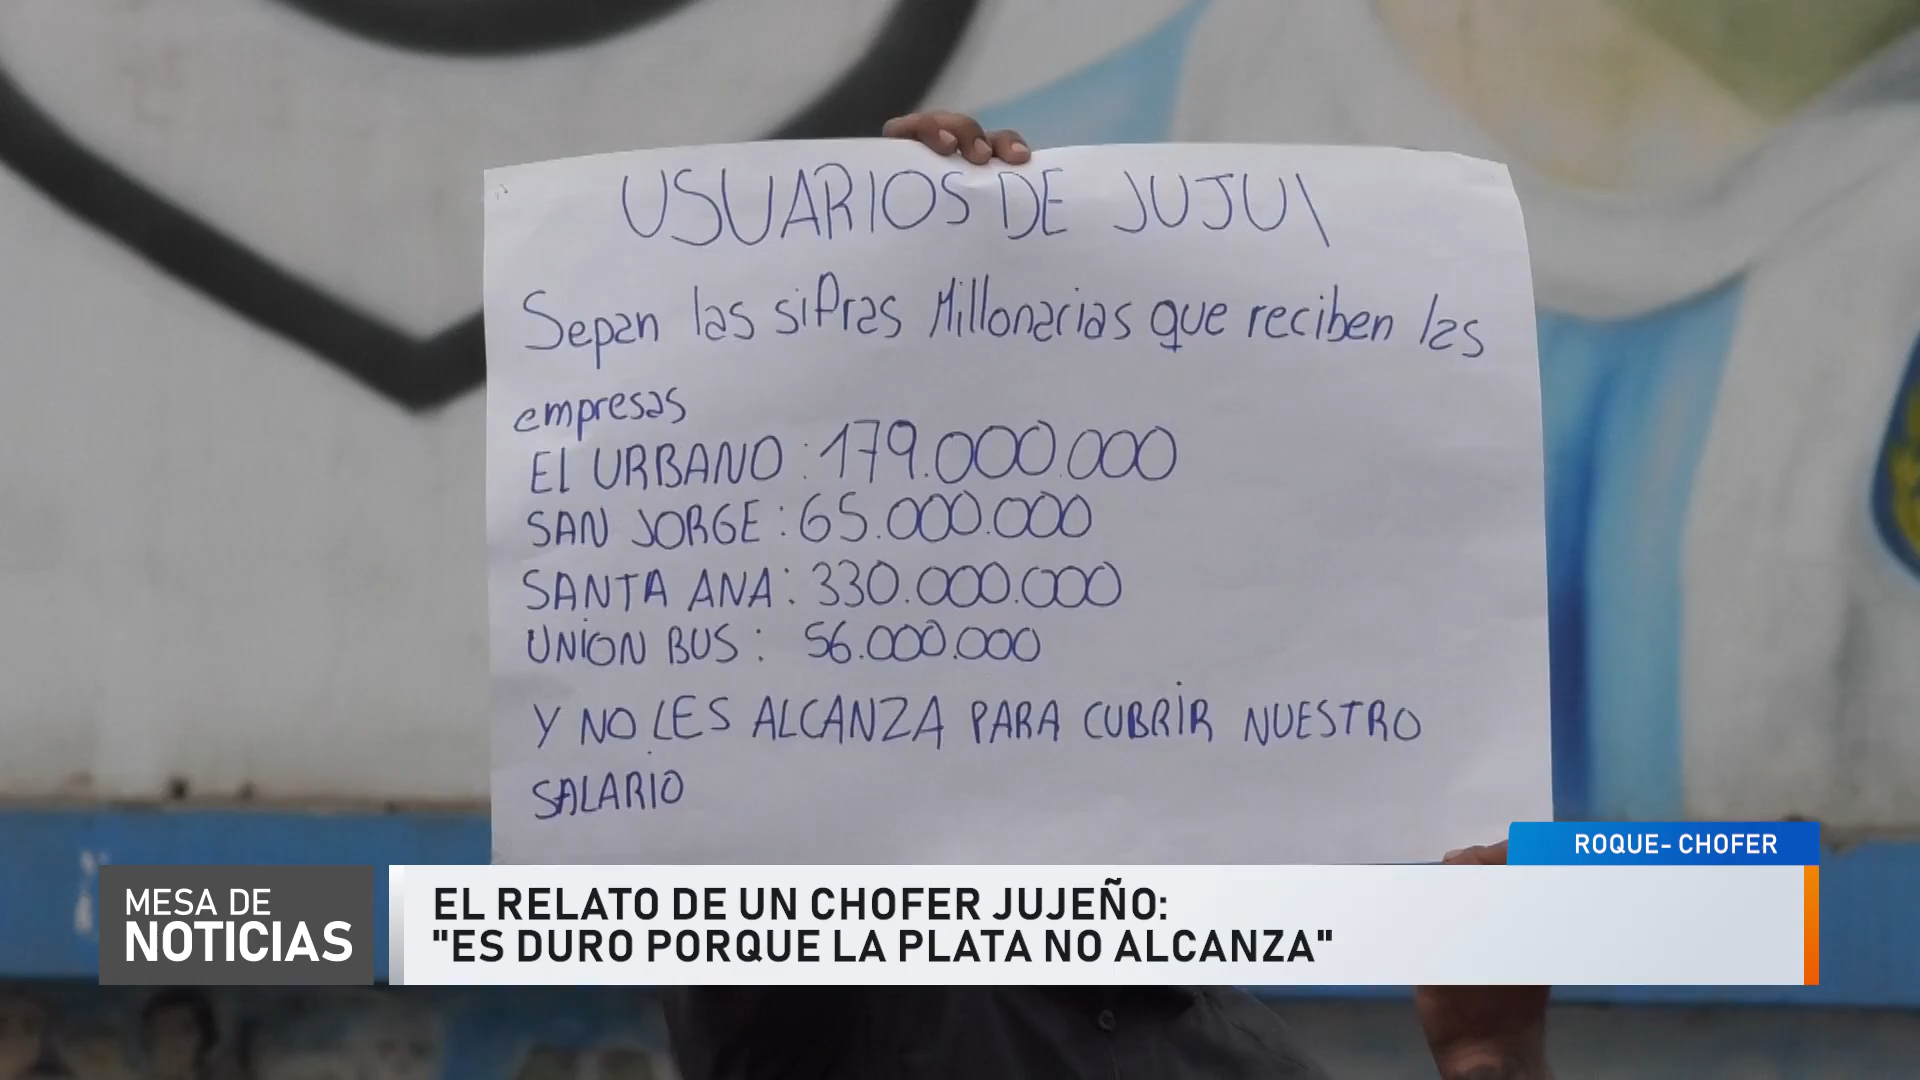 USUARIOS DE JUJUI
Sepan las sifras Millonarias que reciben las
empresas
El URBANO: 179.000.000
SAN JORGE: 65.000.000
SANTA ANA: 330.000.000
UNION BUS: 56.000.000
Y NO LES ALCANZA PARA CUBRIR NUESTRO
SALARIO
ROQUE- CHOFER
MESA DE
NOTICIAS
EL RELATO DE UN CHOFER JUJEÑO:
"ES DURO PORQUE LA PLATA NO ALCANZA"